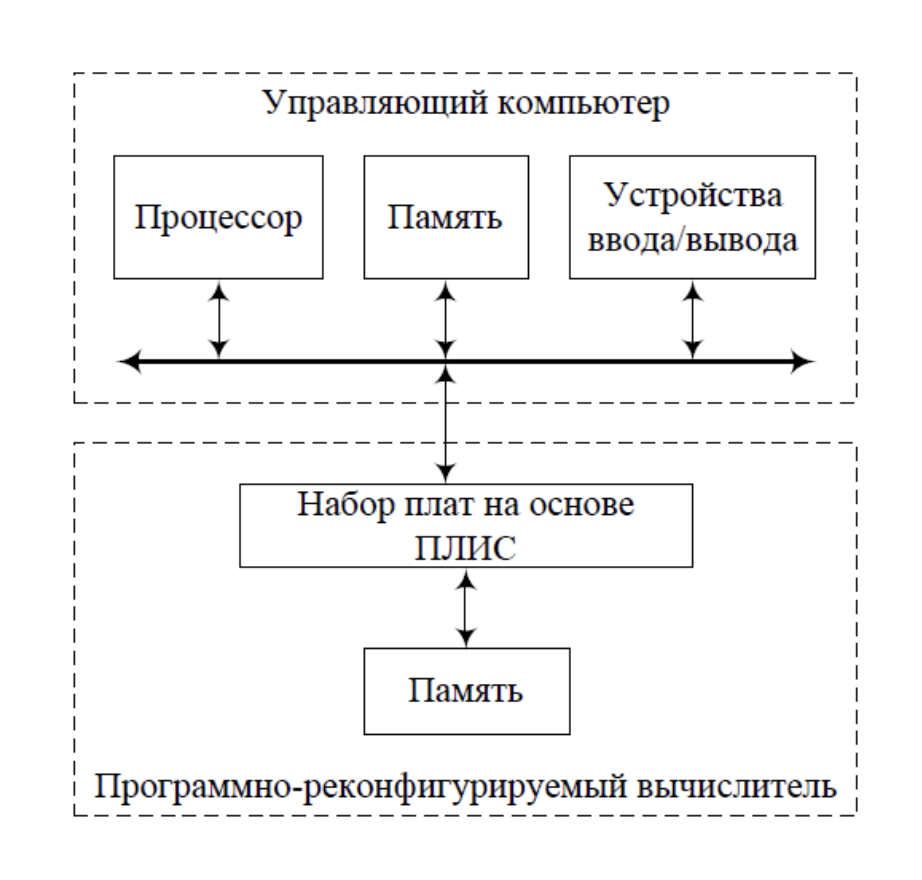 Управляющий компьютер
Процессор
Память
Устройства
ввода/вывода
Набор плат на основе
ПЛИС
Память
Программно-реконфигурируемый вычислитель